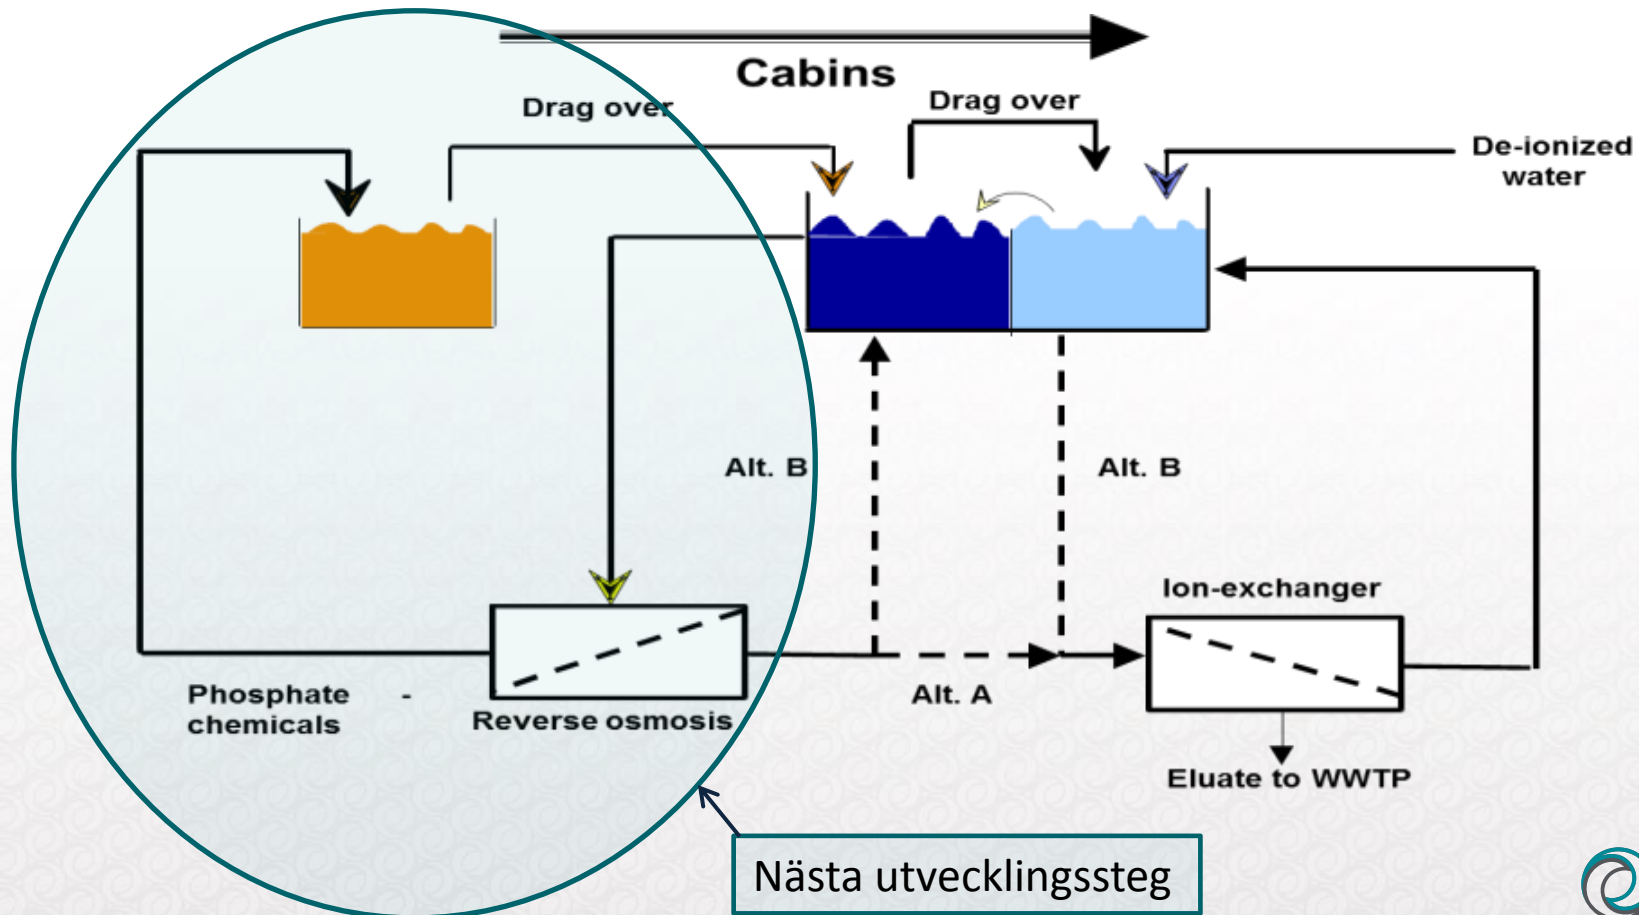 Cabins
Drag over
Drag over
De-ionized
water
Alt. B
Alt. B
Ion-exchanger
Phosphate -
chemicals
Reverse osmosis
Alt. A
Eluate to WWTP
Nästa utvecklingssteg